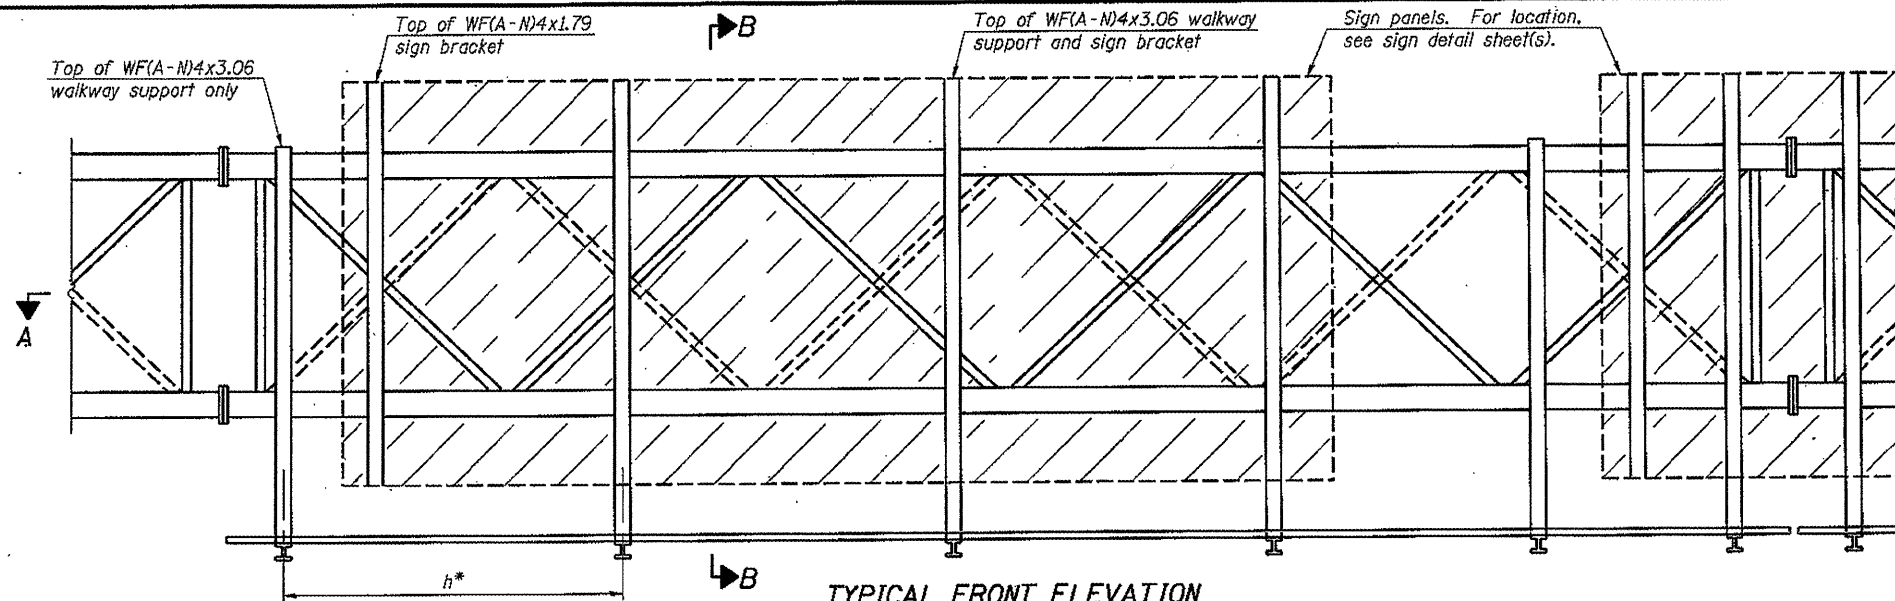 Top of WF(A-N)4x3.06
walkway support only
Top of WF(A-N)4x1.79
sign bracket
B
Top of WF(A-N)4x3.06 walkway
support and sign bracket
Sign panels. For location,
see sign detail sheet(s).
A
h*
B
TYPICAL FRONT ELEVATION